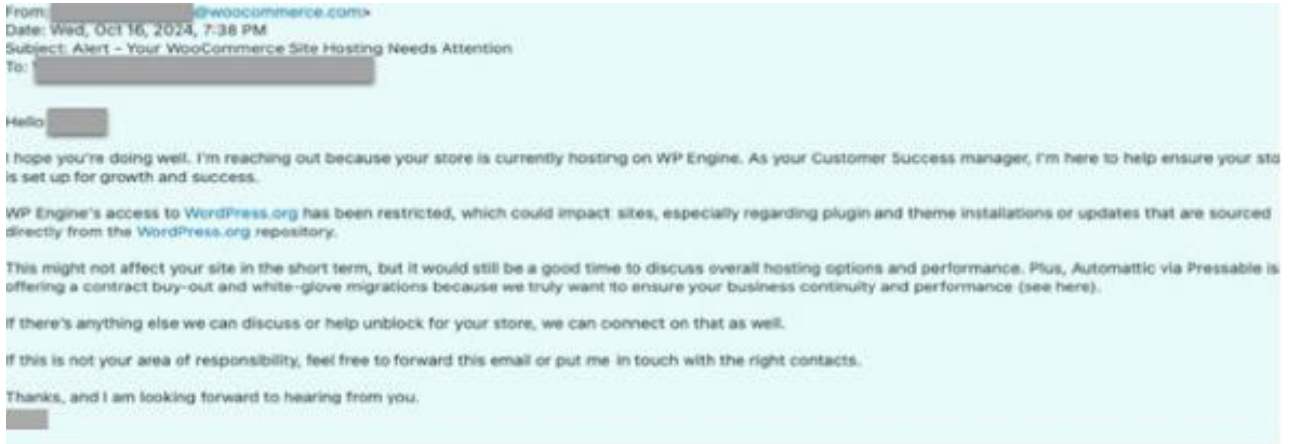 From: @woocommerce.com>
Date: Wed, Oct 16, 2024, 7:38 PM
Subject: Alert – Your WooCommerce Site Hosting Needs Attention
To:
Hello
I hope you're doing well. I'm reaching out because your store is currently hosting on WP Engine. As your Customer Success manager, I'm here to help ensure your sto
is set up for growth and success.
WP Engine's access to WordPress.org has been restricted, which could impact sites, especially regarding plugin and theme installations or updates that are sourced
directly from the WordPress.org repository.
This might not affect your site in the short term, but it would still be a good time to discuss overall hosting options and performance. Plus, Automattic via Pressable is
offering a contract buy-out and white-glove migrations because we truly want to ensure your business continuity and performance (see here).
If there's anything else we can discuss or help unblock for your store, we can connect on that as well.
If this is not your area of responsibility, feel free to forward this email or put me in touch with the right contacts.
Thanks, and I am looking forward to hearing from you.